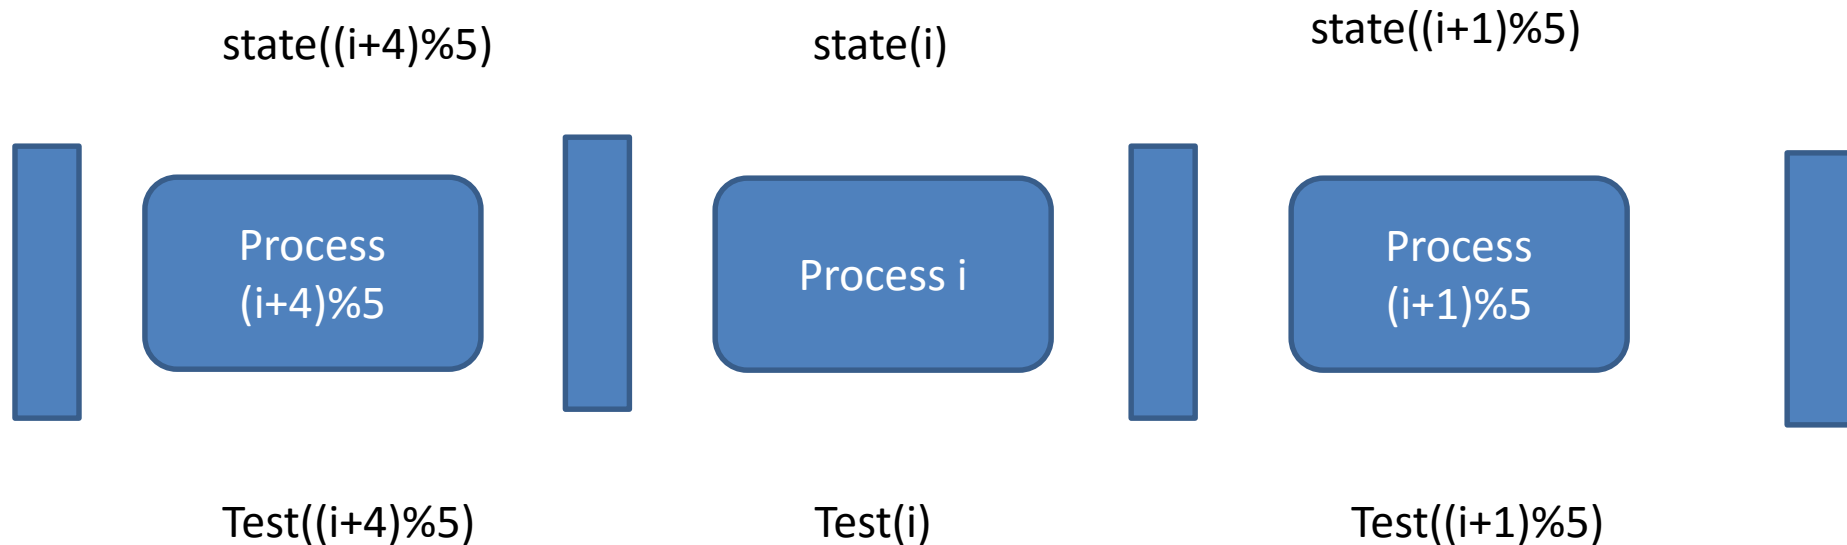 state((i+4)%5)
state(i)
state((i+1)%5)
Process
(i+4)%5
Process i
Process
(i+1)%5
Test((i+4)%5)
Test(i)
Test((i+1)%5)